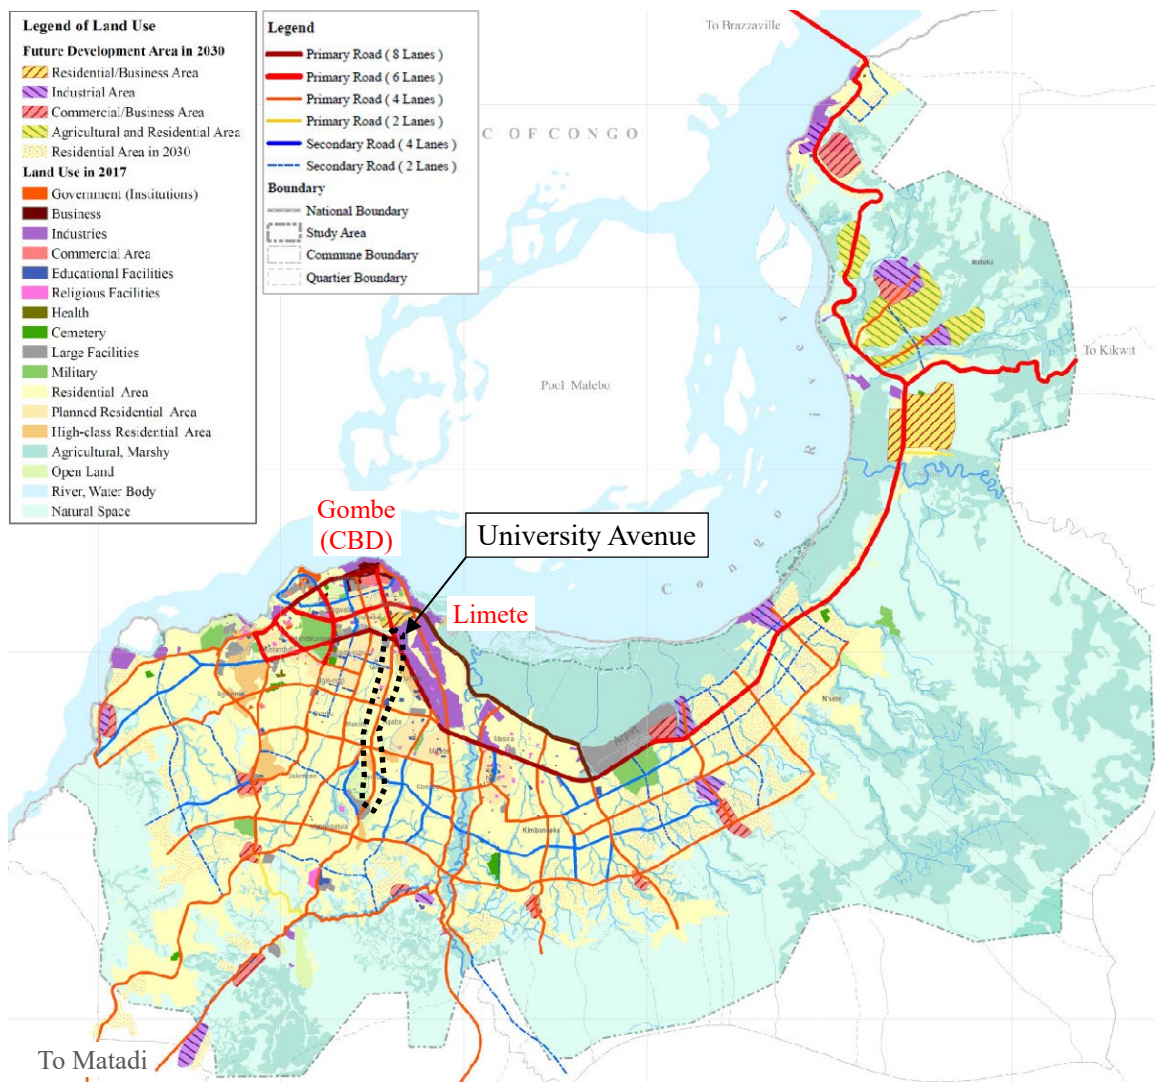 Legend of Land Use
Future Development Area in 2030
Residential/Business Area
Industrial Area
Commercial/Business Area
Agricultural and Residential Area
Residential Area in 2030
Land Use in 2017
Government (Insitutions)
Business
Industries
Commercial Area
Educational Facilities
Religious Facilities
Health
Cemetery
Large Facilities
Military
Residential Area
Planned Residential Area
High-class Residential Area
Agricultural, Marshy
Open Land
River, Water Body
Natural Space
Legend
Primary Road ( 8 Lanes )
Primary Road ( 6 Lanes )
Primary Road ( 4 Lanes )
Primary Road ( 2 Lanes )
Secondary Road ( 4 Lanes )
Secondary Road ( 2 Lanes )
Boundary
National Boundary
Study Area
Commune Boundary
Quartier Boundary
To Brazzaville
C OF CONGO
Maluku
To Kikwit
Pool Malebo
Congo River
Gombe
(CBD)
University Avenue
Limete
N'sele
Airport
Masina
Kimbanseke
To Matadi